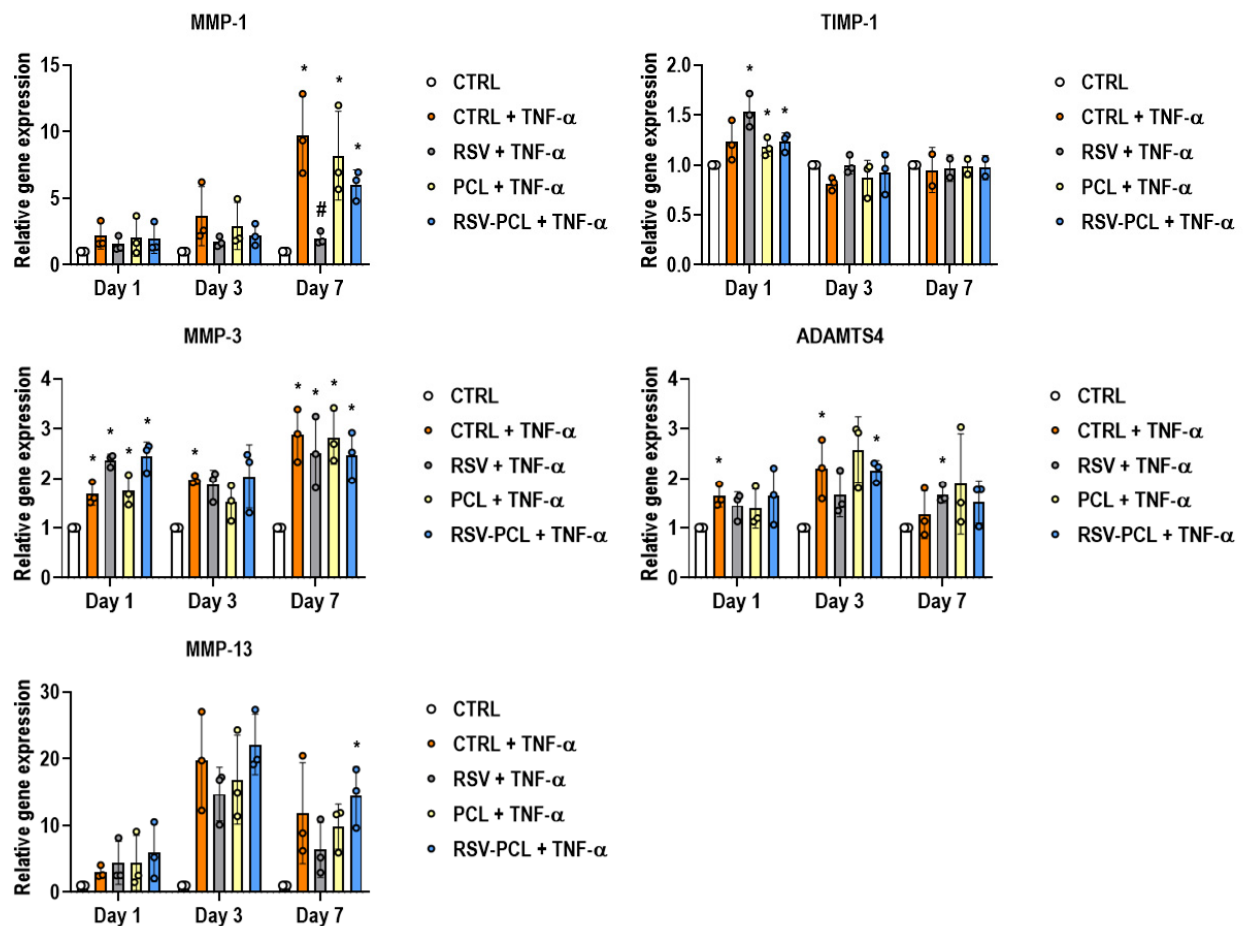 MMP-1
Relative gene expression
15
10
5
0
* * * #
Day 1 Day 3 Day 7
CTRL
CTRL + TNF-α
RSV + TNF-α
PCL + TNF-α
RSV-PCL + TNF-α
TIMP-1
Relative gene expression
2.0
1.5
1.0
0.5
0.0
* * * 
Day 1 Day 3 Day 7
CTRL
CTRL + TNF-α
RSV + TNF-α
PCL + TNF-α
RSV-PCL + TNF-α
MMP-3
Relative gene expression
4
3
2
1
0
* * * * * * * * *
Day 1 Day 3 Day 7
CTRL
CTRL + TNF-α
RSV + TNF-α
PCL + TNF-α
RSV-PCL + TNF-α
ADAMTS4
Relative gene expression
4
3
2
1
0
* * * *
Day 1 Day 3 Day 7
CTRL
CTRL + TNF-α
RSV + TNF-α
PCL + TNF-α
RSV-PCL + TNF-α
MMP-13
Relative gene expression
30
20
10
0
*
Day 1 Day 3 Day 7
CTRL
CTRL + TNF-α
RSV + TNF-α
PCL + TNF-α
RSV-PCL + TNF-α